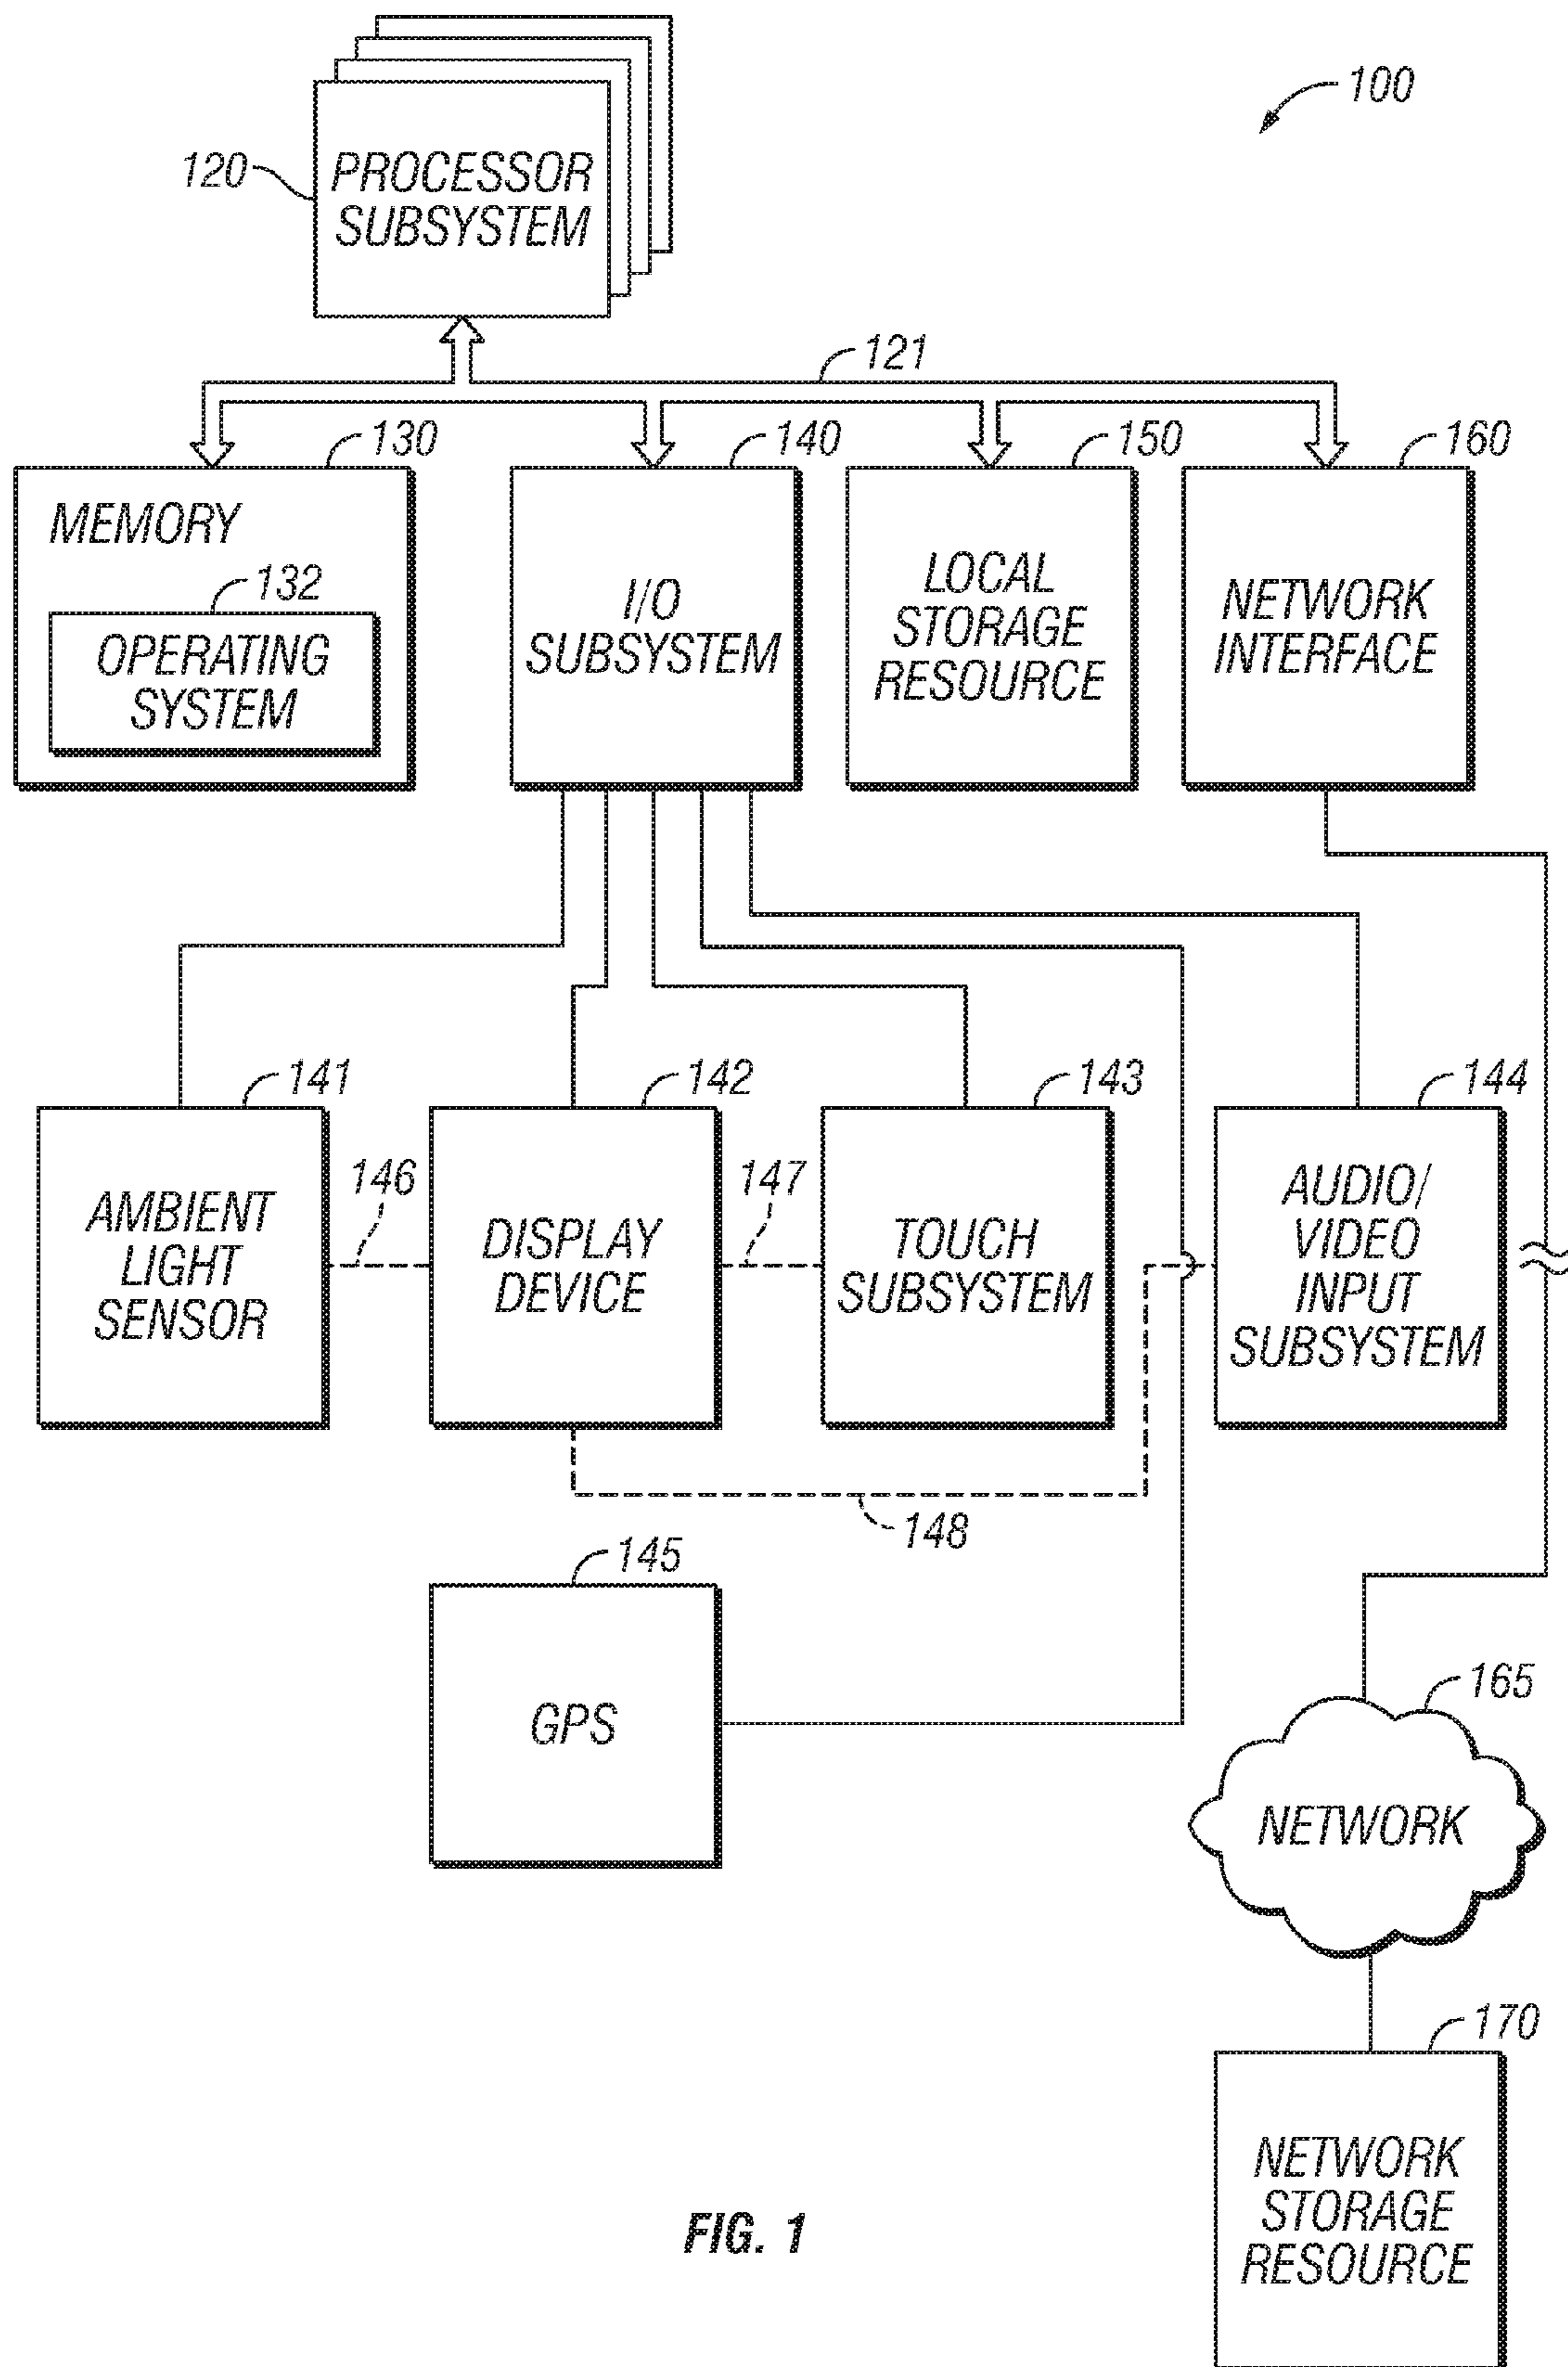 100
120
PROCESSOR
SUBSYSTEM
121
130
140
150
160
MEMORY
132
OPERATING
SYSTEM
I/O
SUBSYSTEM
LOCAL
STORAGE
RESOURCE
NETWORK
INTERFACE
141
142
143
144
AMBIENT
LIGHT
SENSOR
146
DISPLAY
DEVICE
147
TOUCH
SUBSYSTEM
AUDIO/
VIDEO
INPUT
SUBSYSTEM
148
145
GPS
165
NETWORK
170
NETWORK
STORAGE
RESOURCE
FIG. 1